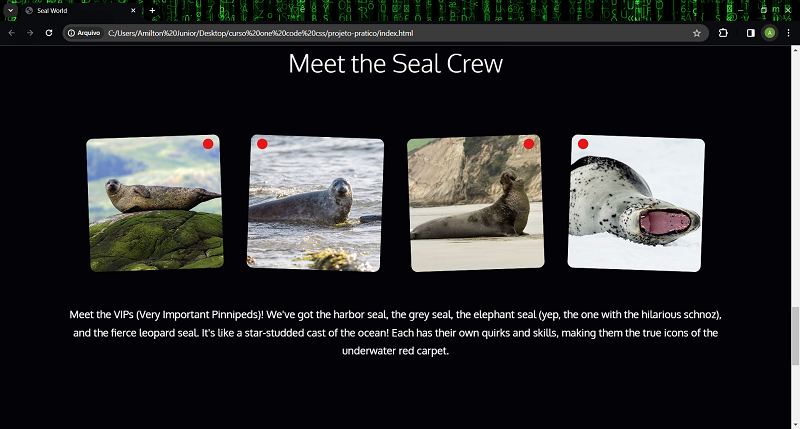 Seal World
Arquivo C:/Users/Amilton%20Junior/Desktop/curso%20one%20code%20css/projeto-pratico/index.html
A
Meet the Seal Crew
Meet the VIPs (Very Important Pinnipeds)! We've got the harbor seal, the grey seal, the elephant seal (yep, the one with the hilarious schnoz),
and the fierce leopard seal. It's like a star-studded cast of the ocean! Each has their own quirks and skills, making them the true icons of the
underwater red carpet.